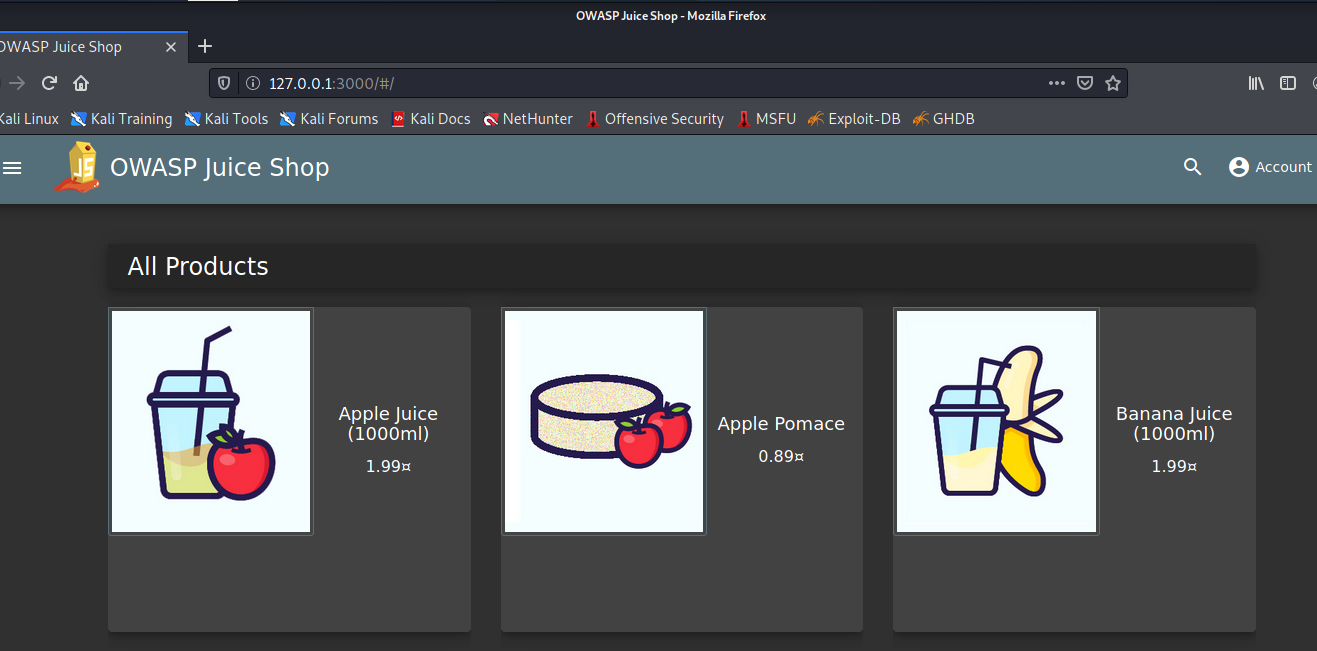 OWASP Juice Shop - Mozilla Firefox
OWASP Juice Shop
127.0.0.1:3000/#/
Kali Linux Kali Training Kali Tools Kali Forums Kali Docs NetHunter Offensive Security MSFU Exploit-DB GHDB
JS OWASP Juice Shop Account
All Products
Apple Juice
(1000ml)
1.99¤
Apple Pomace
0.89¤
Banana Juice
(1000ml)
1.99¤